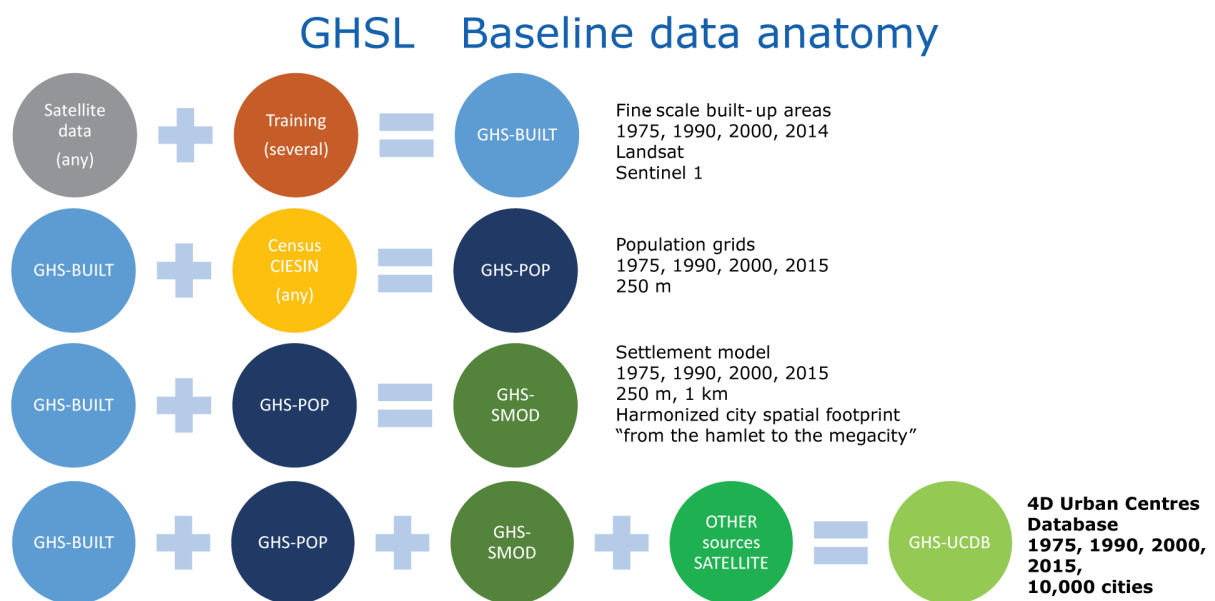 GHSL Baseline data anatomy
Satellite
data
(any)
Training
(several)
GHS-BUILT
Fine scale built-up areas
1975, 1990, 2000, 2014
Landsat
Sentinel 1
GHS-BUILT
Census
CIESIN
(any)
GHS-POP
Population grids
1975, 1990, 2000, 2015
250 m
GHS-BUILT
GHS-POP
GHS-
SMOD
Settlement model
1975, 1990, 2000, 2015
250 m, 1 km
Harmonized city spatial footprint
“from the hamlet to the megacity”
GHS-BUILT
GHS-POP
GHS-
SMOD
OTHER
sources
SATELLITE
GHS-UCDB
4D Urban Centres
Database
1975, 1990, 2000,
2015,
10,000 cities